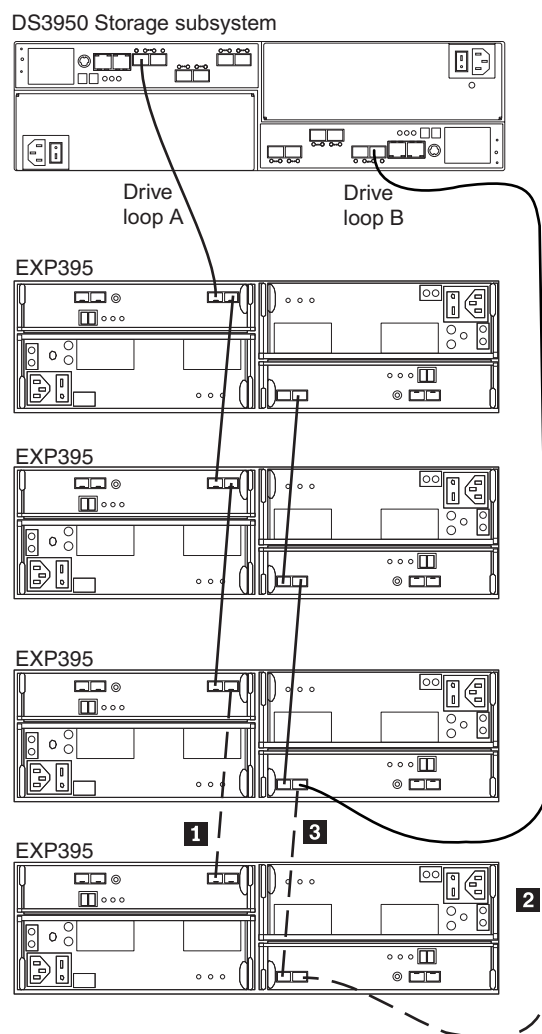 DS3950 Storage subsystem
Drive
loop A
Drive
loop B
EXP395
EXP395
EXP395
1
3
EXP395
2